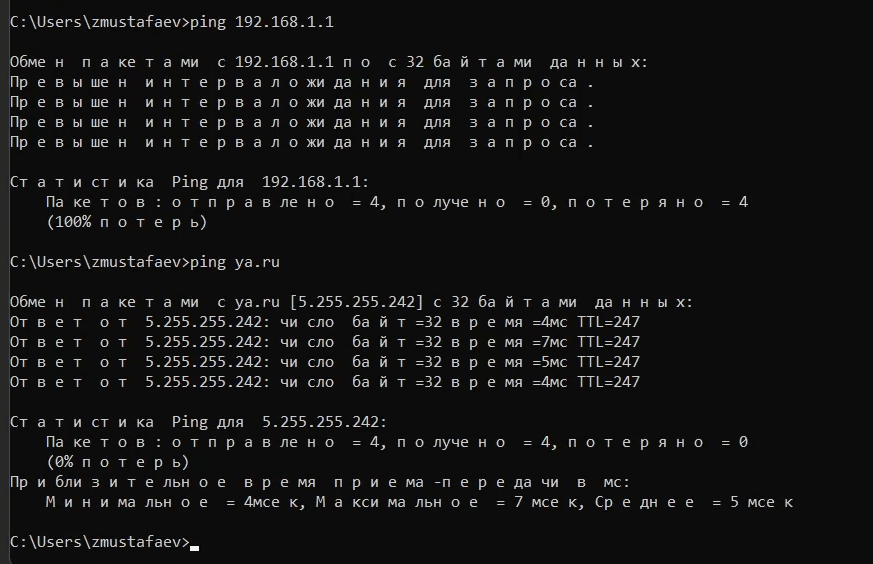 C:\Users\zmustafaev>ping 192.168.1.1
Обмен пакетами с 192.168.1.1 по с 32 байтами данных:
Превышен интервал ожидания для запроса.
Превышен интервал ожидания для запроса.
Превышен интервал ожидания для запроса.
Превышен интервал ожидания для запроса.
Статистика Ping для 192.168.1.1:
Пакетов: отправлено = 4, получено = 0, потеряно = 4
(100% потерь)
C:\Users\zmustafaev>ping ya.ru
Обмен пакетами с ya.ru [5.255.255.242] с 32 байтами данных:
Ответ от 5.255.255.242: число байт=32 время=4мс TTL=247
Ответ от 5.255.255.242: число байт=32 время=7мс TTL=247
Ответ от 5.255.255.242: число байт=32 время=5мс TTL=247
Ответ от 5.255.255.242: число байт=32 время=4мс TTL=247
Статистика Ping для 5.255.255.242:
Пакетов: отправлено = 4, получено = 4, потеряно = 0
(0% потерь)
Приблизительное время приема-передачи в мс:
Минимальное = 4мсек, Максимальное = 7 мсек, Среднее = 5 мсек
C:\Users\zmustafaev>